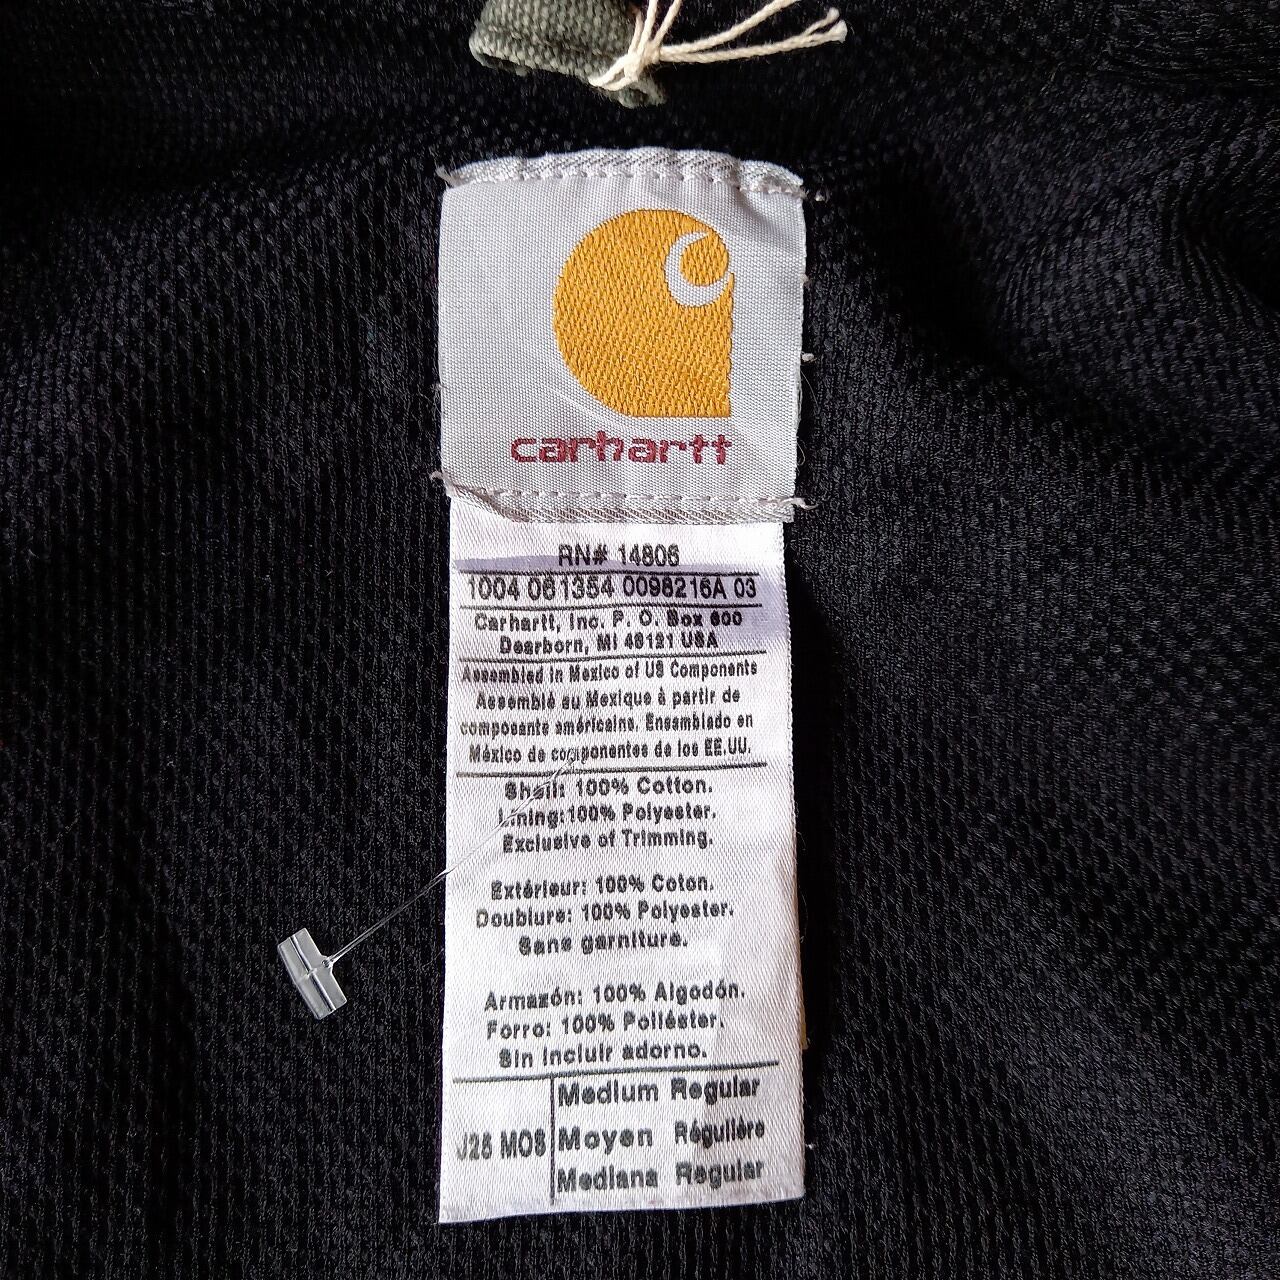 carhartt
RN# 14806
1004 061354 0098216A 03
Carhartt, Inc. P. O. Box 600
Dearborn, MI 48121 USA
Assembled in Mexico of US Components
Assemblé au Mexique à partir de
composants américains. Ensamblado en
México de componentes de los EE.UU.
Shell: 100% Cotton.
Lining:100% Polyester.
Exclusive of Trimming.
Extérieur: 100% Coton.
Doublure: 100% Polyester.
Sans garniture.
Armazón: 100% Algodón.
Forro: 100% Poliéster.
Sin incluir adorno.
Medium Regular
J25 MOS Moyen Régulière
Mediana Regular